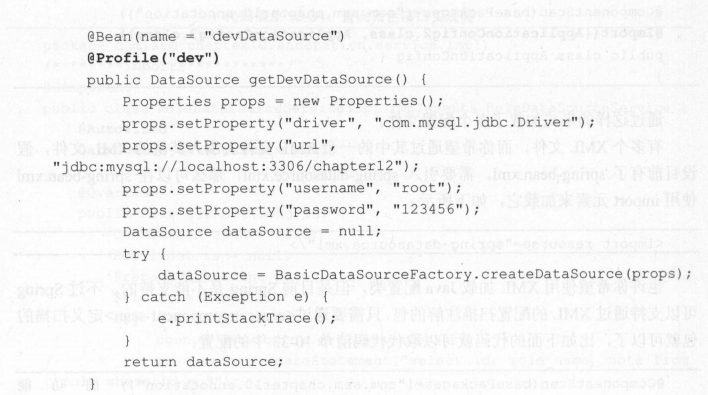 @Bean(name = "devDataSource")
@Profile("dev")
public DataSource getDevDataSource() {
Properties props = new Properties();
props.setProperty("driver", "com.mysql.jdbc.Driver");
props.setProperty("url",
"jdbc:mysql://localhost:3306/chapter12");
props.setProperty("username", "root");
props.setProperty("password", "123456");
DataSource dataSource = null;
try {
dataSource = BasicDataSourceFactory.createDataSource(props);
} catch (Exception e) {
e.printStackTrace();
}
return dataSource;
}